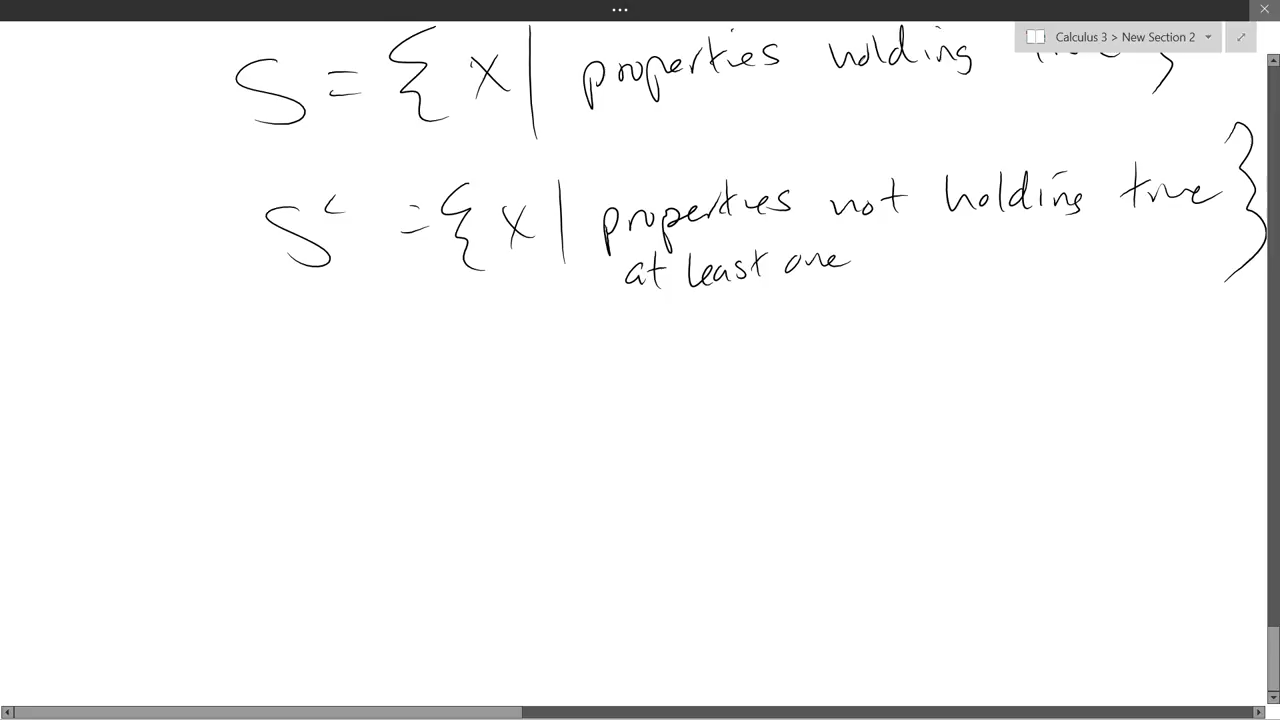 Calculus 3 > New Section 2
S = { x | properties holding }
S^c = { x | properties not holding true }
at least one